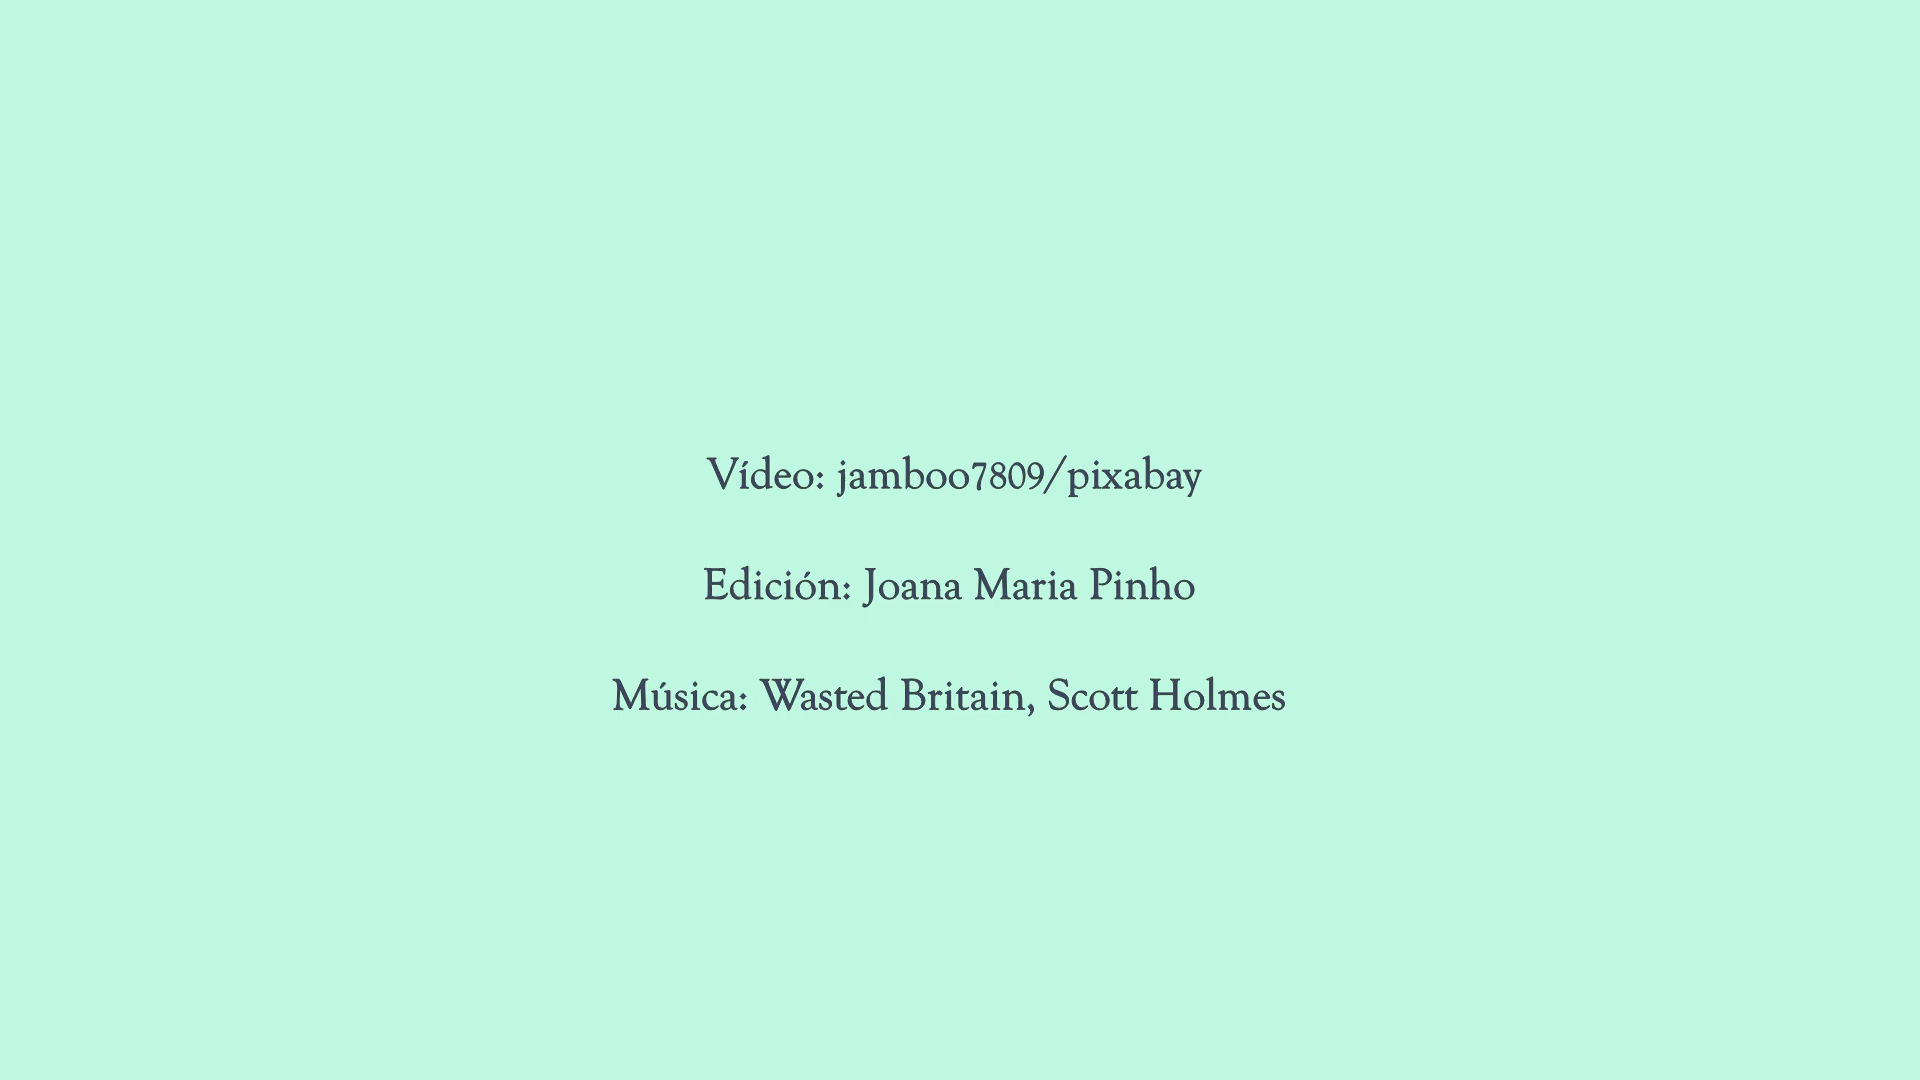 Vídeo: jamboo7809/pixabay
Edición: Joana Maria Pinho
Música: Wasted Britain, Scott Holmes